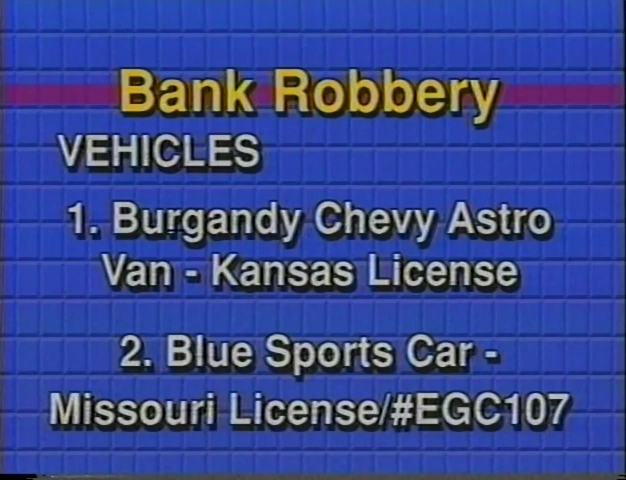 Bank Robbery
VEHICLES
1. Burgandy Chevy Astro
Van - Kansas License
2. Blue Sports Car -
Missouri License/#EGC107